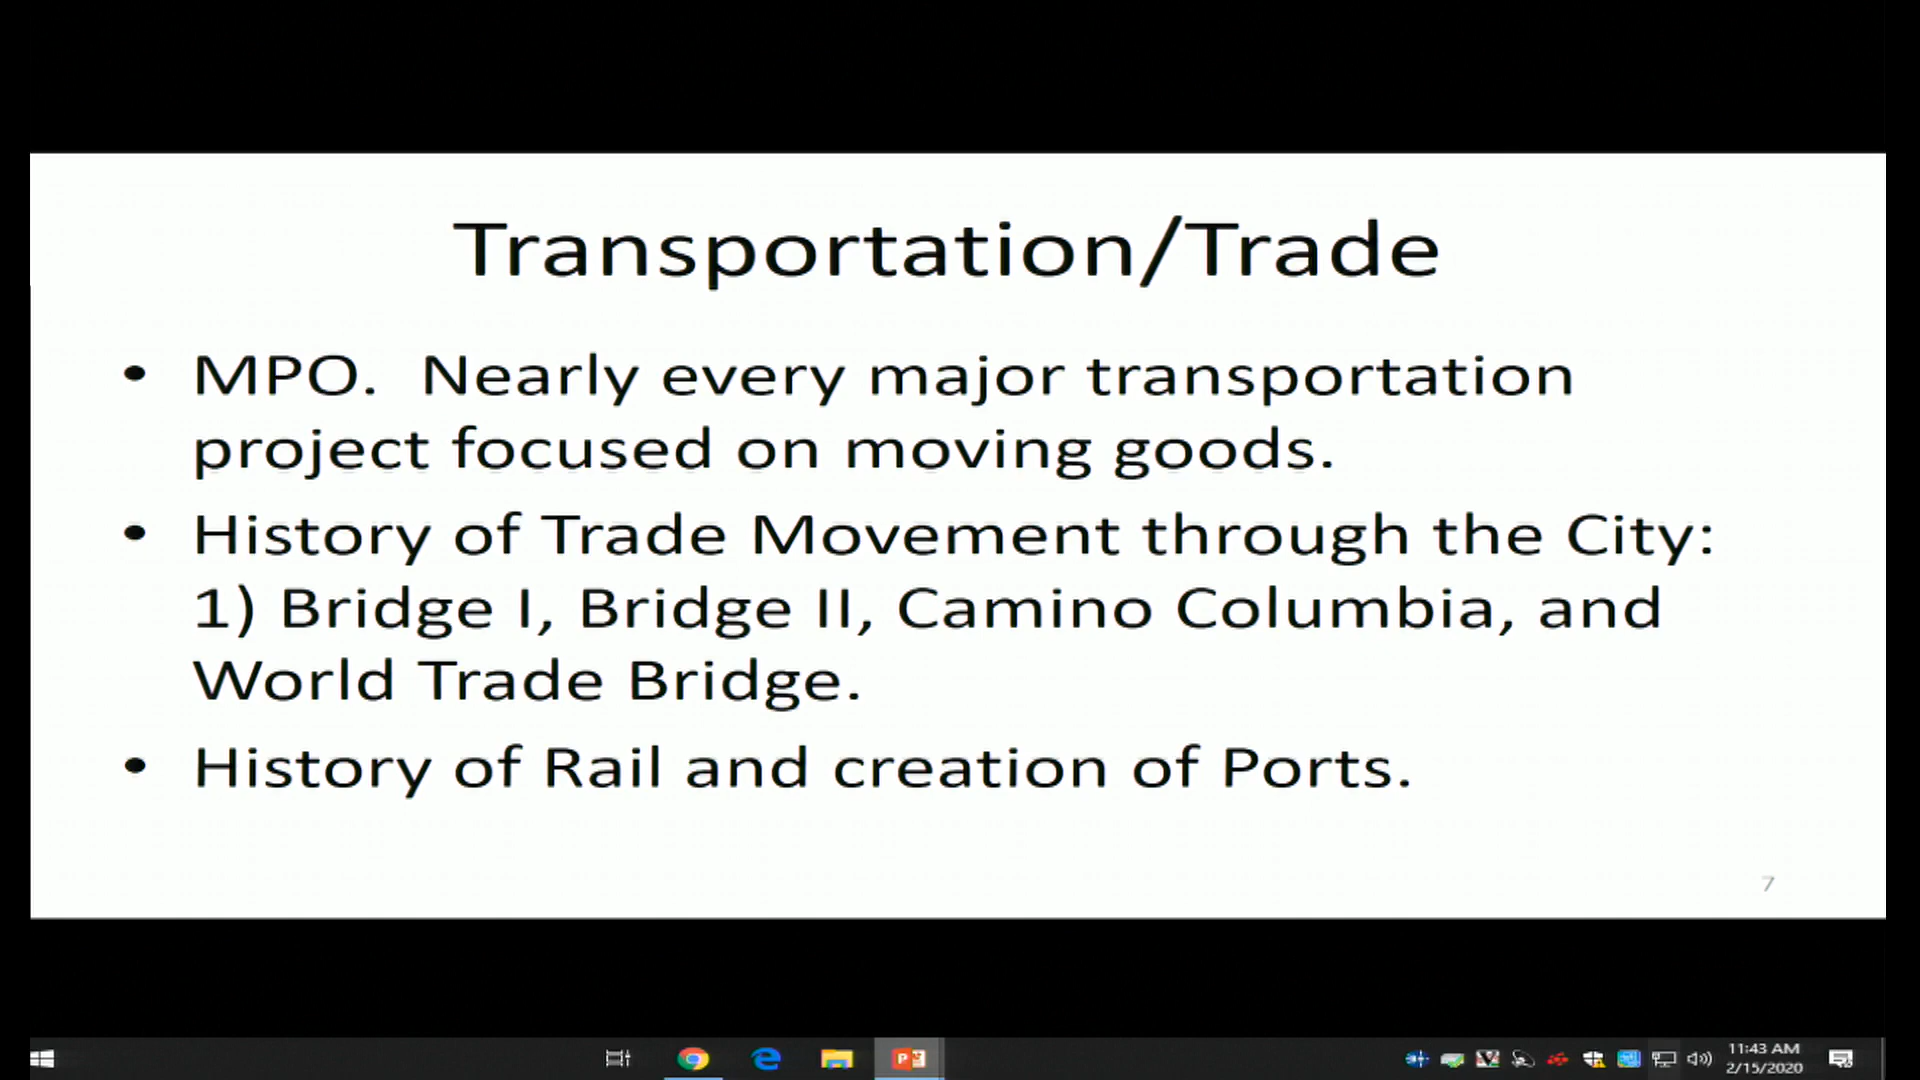 Transportation/Trade
• MPO.  Nearly every major transportation
project focused on moving goods.
• History of Trade Movement through the City:
1) Bridge I, Bridge II, Camino Columbia, and
World Trade Bridge.
• History of Rail and creation of Ports.
7
11:43 AM
2/15/2020